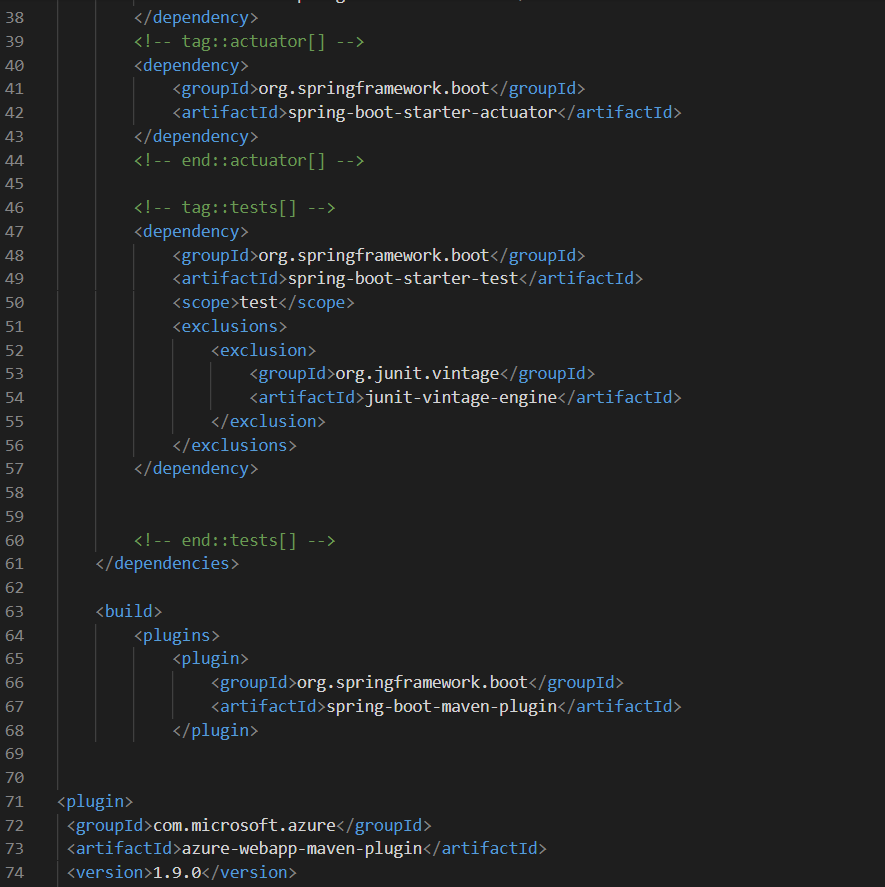 38 </dependency>
39 <!-- tag::actuator[] -->
40 <dependency>
41 <groupId>org.springframework.boot</groupId>
42 <artifactId>spring-boot-starter-actuator</artifactId>
43 </dependency>
44 <!-- end::actuator[] -->
45
46 <!-- tag::tests[] -->
47 <dependency>
48 <groupId>org.springframework.boot</groupId>
49 <artifactId>spring-boot-starter-test</artifactId>
50 <scope>test</scope>
51 <exclusions>
52 <exclusion>
53 <groupId>org.junit.vintage</groupId>
54 <artifactId>junit-vintage-engine</artifactId>
55 </exclusion>
56 </exclusions>
57 </dependency>
58
59
60 <!-- end::tests[] -->
61 </dependencies>
62
63 <build>
64 <plugins>
65 <plugin>
66 <groupId>org.springframework.boot</groupId>
67 <artifactId>spring-boot-maven-plugin</artifactId>
68 </plugin>
69
70
71 <plugin>
72 <groupId>com.microsoft.azure</groupId>
73 <artifactId>azure-webapp-maven-plugin</artifactId>
74 <version>1.9.0</version>